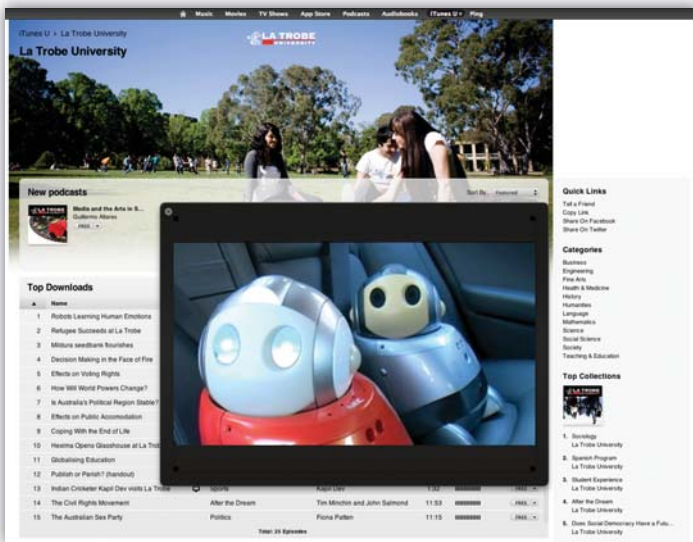 Music Movies TV Shows App Store Podcasts Audiobooks iTunes U Ping
iTunes U > La Trobe University
La Trobe University
LA TROBE
UNIVERSITY
New podcasts
Sort By Featured
Media and the Arts in S...
Guillermo Altares
FREE
Top Downloads
Name
1 Robots Learning Human Emotions
2 Refugee Succeeds at La Trobe
3 Mildura seedbank flourishes
4 Decision Making in the Face of Fire
5 Effects on Voting Rights
6 How Will World Powers Change?
7 Is Australia's Political Region Stable?
8 Effects on Public Accomodation
9 Coping With the End of Life
10 Hexima Opens Glasshouse at La Trob
11 Globalising Education
12 Publish or Perish? (handout)
13 Indian Cricketer Kapil Dev visits La Trobe Sports Kapil Dev 1:32 FREE
14 The Civil Rights Movement After the Dream Tim Minchin and John Salmond 11:53 FREE
15 The Australian Sex Party Politics Fiona Patten 11:15 FREE
Total: 25 Episodes
Quick Links
Tell a Friend
Copy Link
Share On Facebook
Share On Twitter
Categories
Business
Engineering
Fine Arts
Health & Medicine
History
Humanities
Language
Mathematics
Science
Social Science
Society
Teaching & Education
Top Collections
LA TROBE
1. Sociology
La Trobe University
2. Spanish Program
La Trobe University
3. Student Experience
La Trobe University
4. After the Dream
La Trobe University
5. Does Social Democracy Have a Futu...
La Trobe University